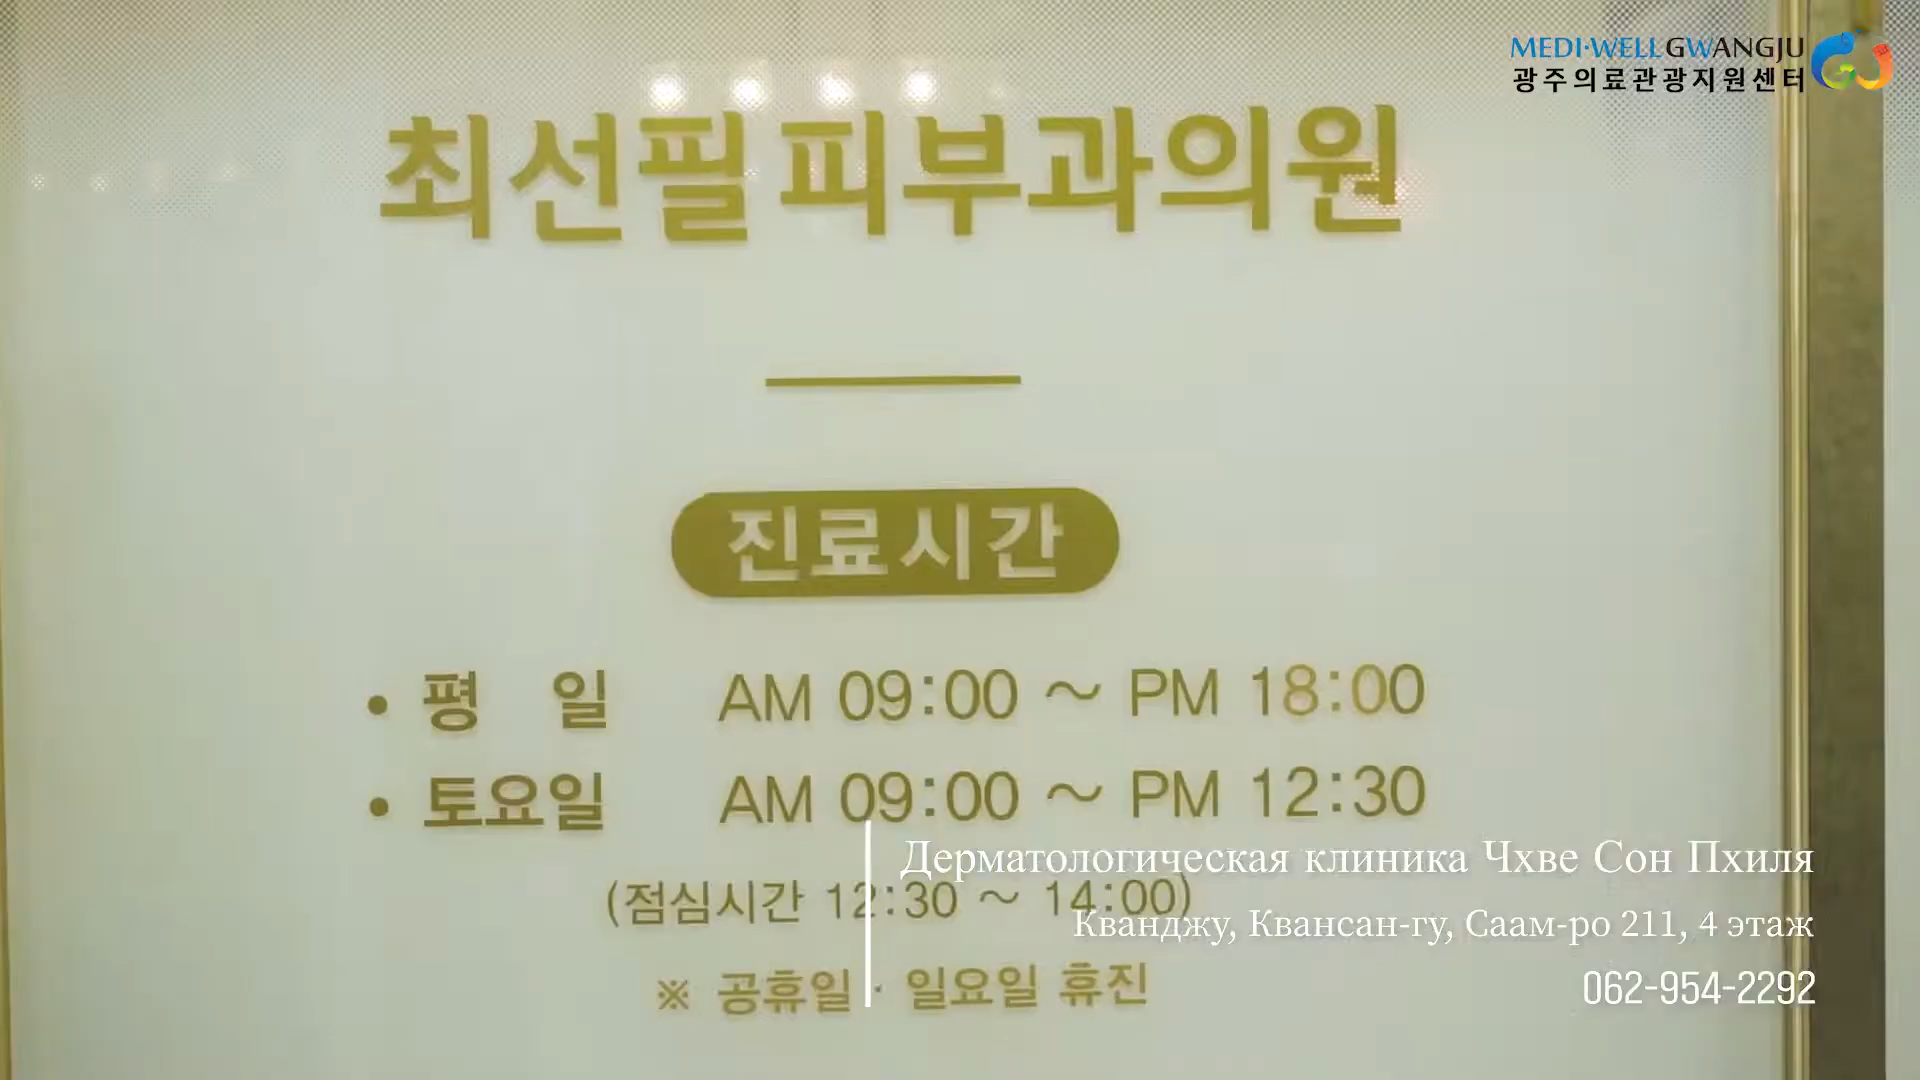 MEDI·WELL GWANGJU
광주의료관광지원센터
최선필피부과의원
진료시간
• 평 일 AM 09:00 ~ PM 18:00
• 토요일 AM 09:00 ~ PM 12:30
(점심시간 12:30 ~ 14:00)
※ 공휴일 · 일요일 휴진
Дерматологическая клиника Чхве Сон Пхиля
Кванджу, Квансан-гу, Саам-ро 211, 4 этаж
062-954-2292